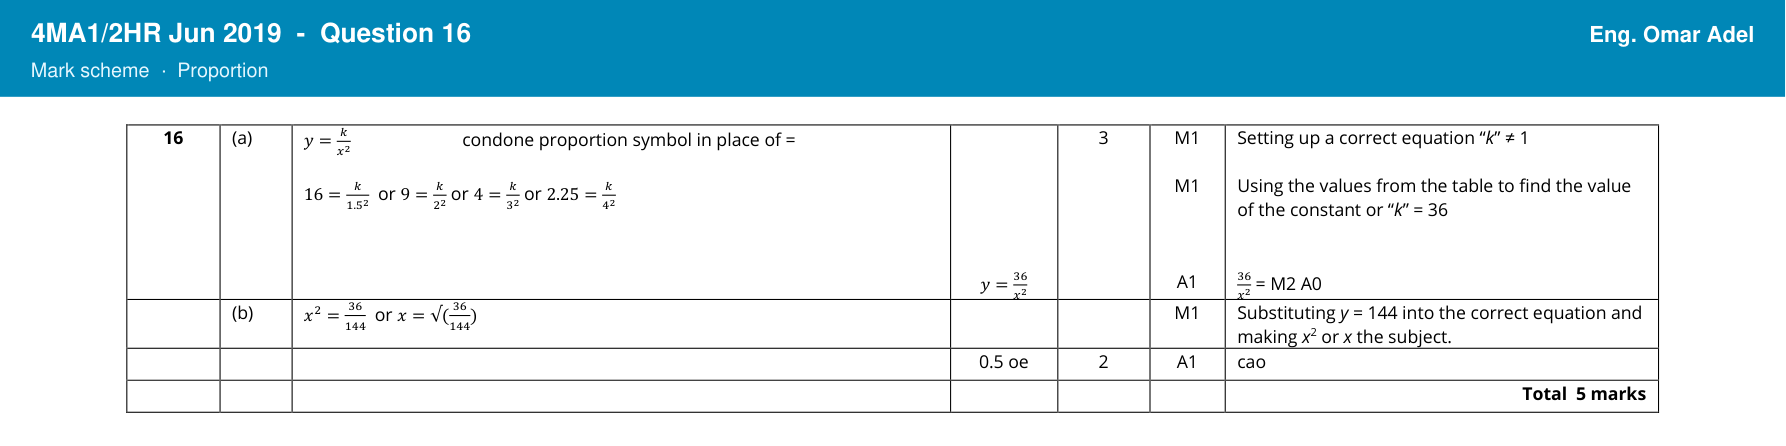 4MA1/2HR Jun 2019 - Question 16
Eng. Omar Adel
Mark scheme · Proportion
16 (a) y = k/x² condone proportion symbol in place of = 3 M1 Setting up a correct equation “k” ≠ 1
16 = k/1.5² or 9 = k/2² or 4 = k/3² or 2.25 = k/4² M1 Using the values from the table to find the value
of the constant or “k” = 36
y = 36/x² A1 36/x² = M2 A0
(b) x² = 36/144 or x = √(36/144) M1 Substituting y = 144 into the correct equation and
making x² or x the subject.
0.5 oe 2 A1 cao
Total 5 marks